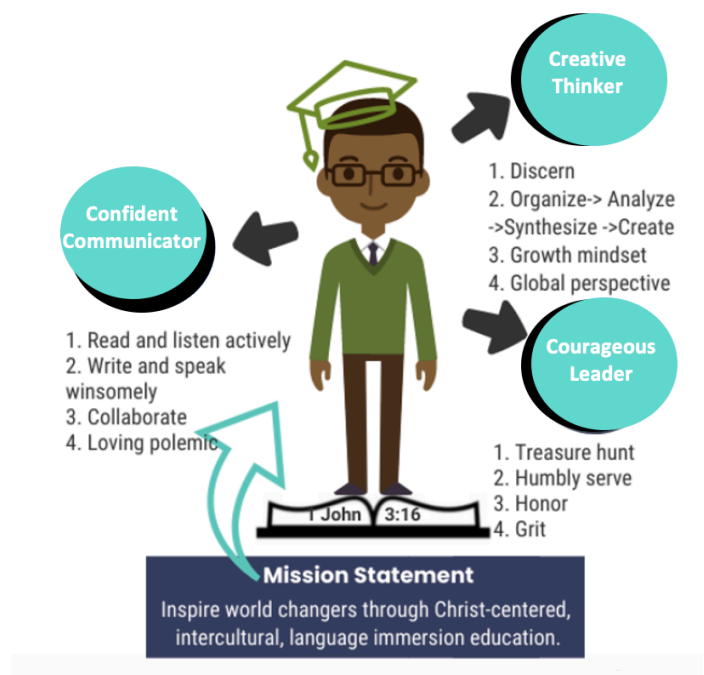 Creative
Thinker
1. Discern
2. Organize-> Analyze
->Synthesize ->Create
3. Growth mindset
4. Global perspective
Confident
Communicator
1. Read and listen actively
2. Write and speak
winsomely
3. Collaborate
4. Loving polemic
Courageous
Leader
1. Treasure hunt
2. Humbly serve
3. Honor
4. Grit
1 John 3:16
Mission Statement
Inspire world changers through Christ-centered,
intercultural, language immersion education.